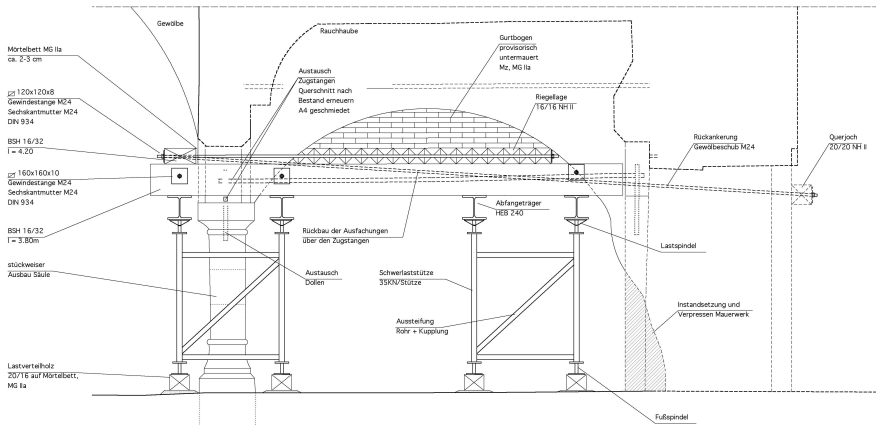 Gewölbe
Rauchhaube
Mörtelbett MG IIa
ca. 2-3 cm
120x120x8
Gewindestange M24
Sechskantmutter M24
DIN 934
BSH 16/32
l = 4.20
160x160x10
Gewindestange M24
Sechskantmutter M24
DIN 934
BSH 16/32
l = 3.80m
stückweiser
Ausbau Säule
Lastverteilholz
20/16 auf Mörtelbett,
MG IIa
Austausch
Zugstangen
Querschnitt nach
Bestand erneuern
A4 geschmiedet
Gurtbogen
provisorisch
untermauert
Mz, MG IIa
Riegellage
16/16 NH II
Rückankerung
Gewölbeschub M24
Querjoch
20/20 NH II
Rückbau der Ausfachungen
über den Zugstangen
Abfangeträger
HEB 240
Lastspindel
Austausch
Dollen
Schwerlaststütze
35KN/Stütze
Aussteifung
Rohr + Kupplung
Instandsetzung und
Verpressen Mauerwerk
Fußspindel